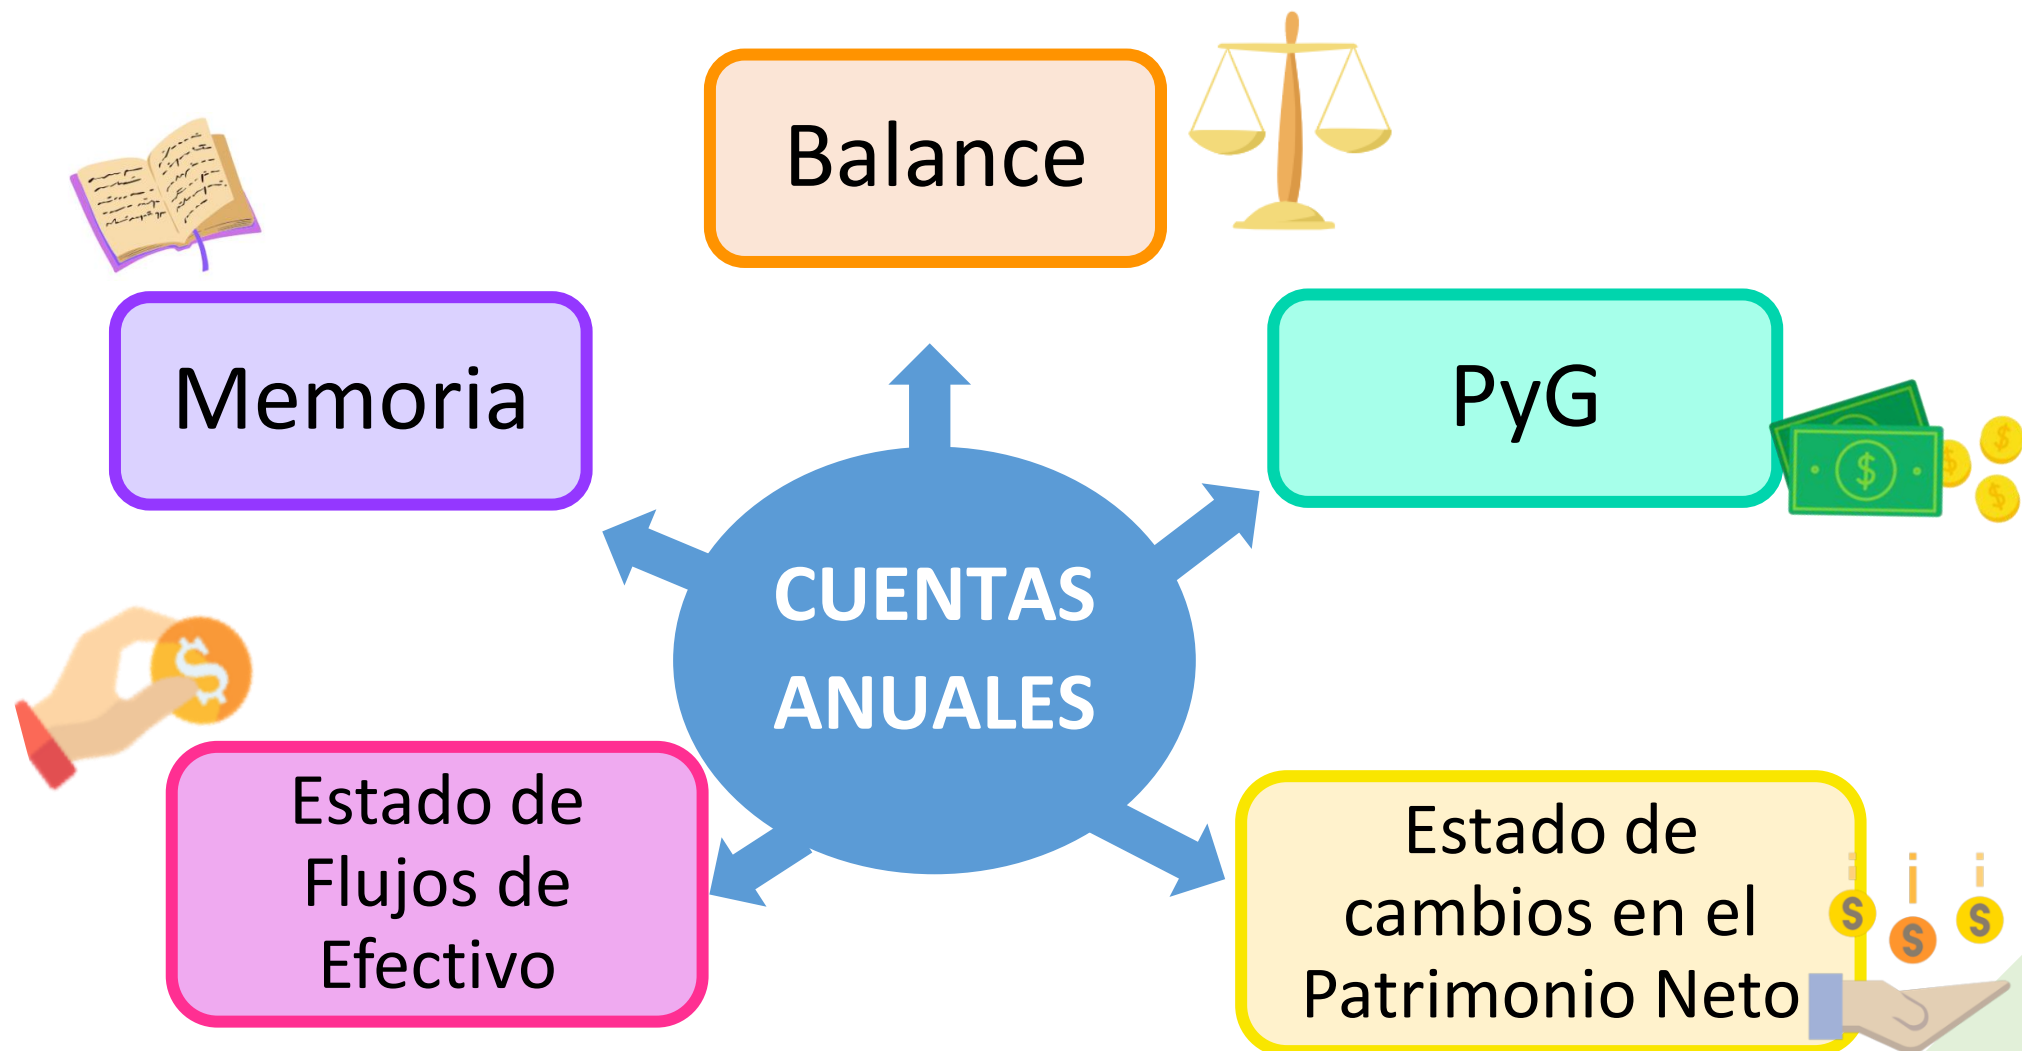 Balance
Memoria
PyG
CUENTAS
ANUALES
Estado de
Flujos de
Efectivo
Estado de
cambios en el
Patrimonio Neto